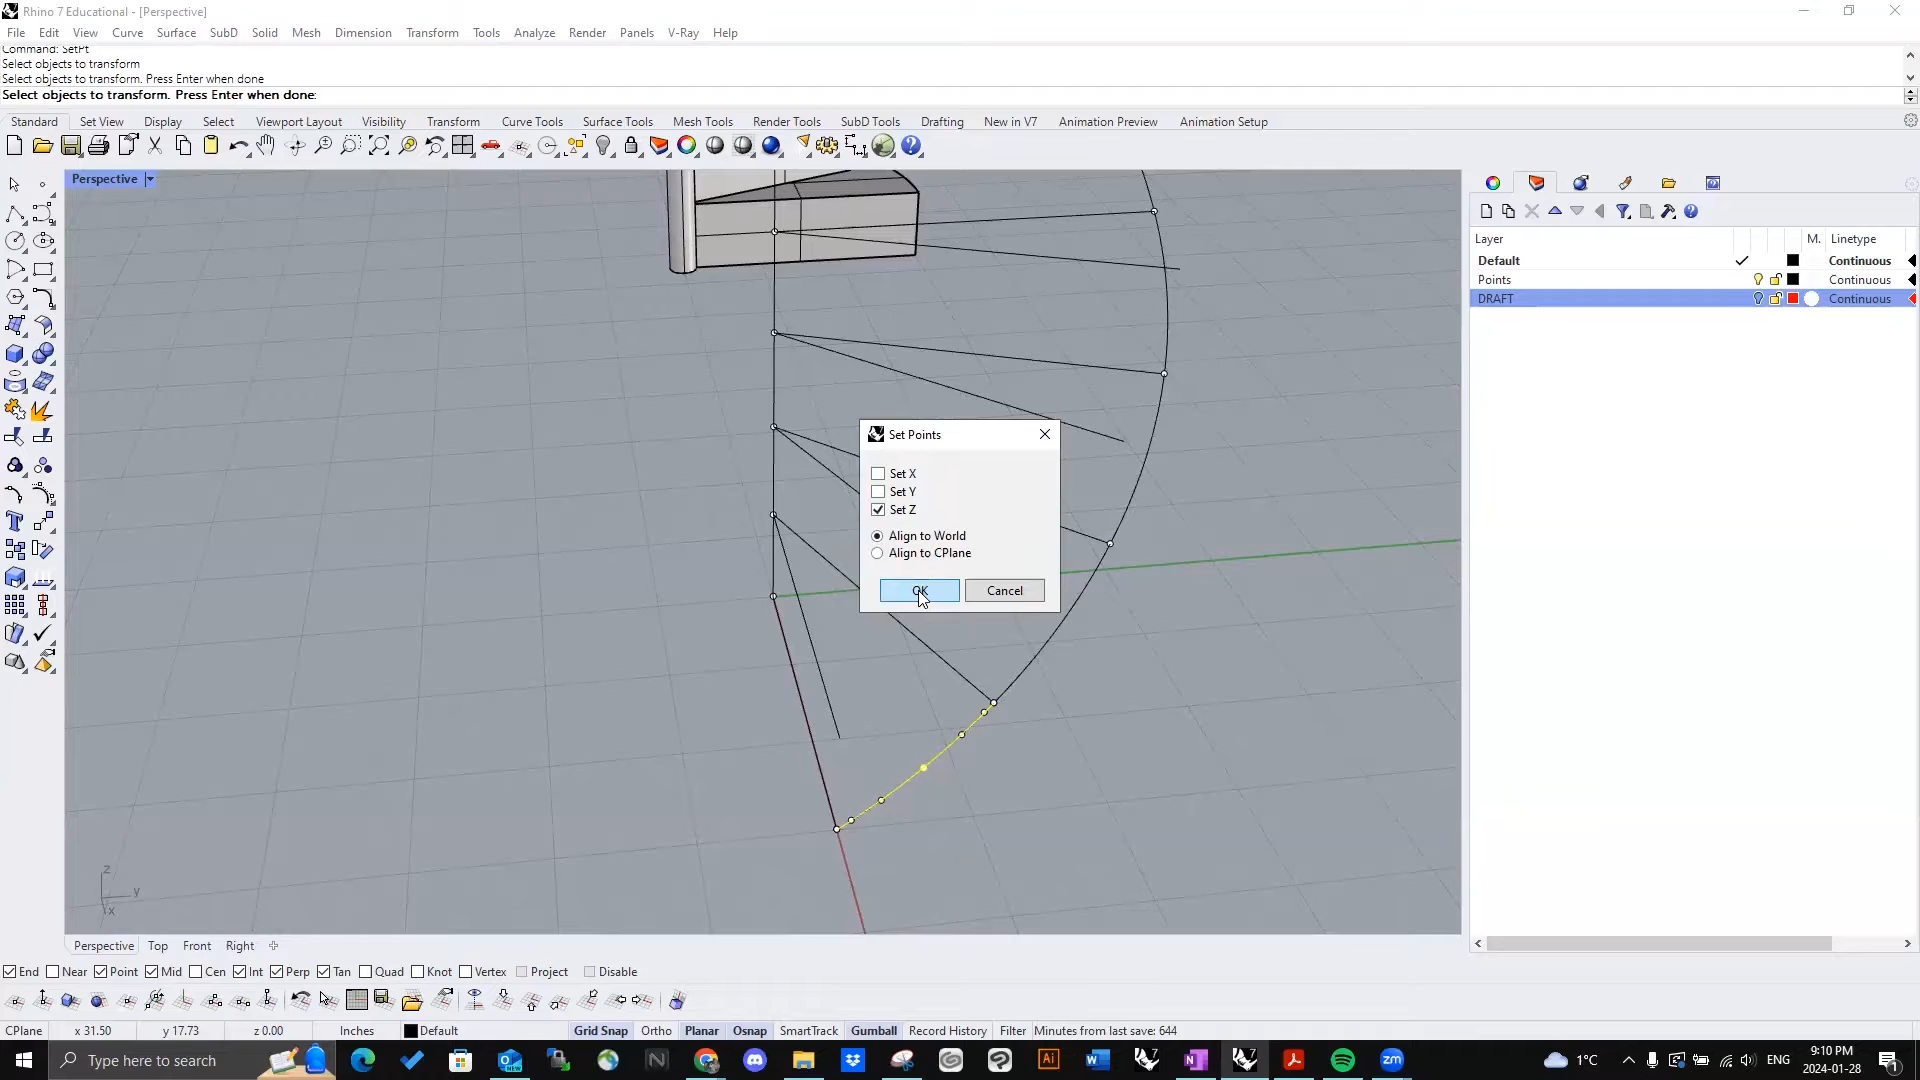 Rhino 7 Educational - [Perspective]
File Edit View Curve Surface SubD Solid Mesh Dimension Transform Tools Analyze Render Panels V-Ray Help
Command: SetPt
Select objects to transform
Select objects to transform. Press Enter when done
Select objects to transform. Press Enter when done:
Standard Set View Display Select Viewport Layout Visibility Transform Curve Tools Surface Tools Mesh Tools Render Tools SubD Tools Drafting New in V7 Animation Preview Animation Setup
Perspective
Layer M. Linetype
Default Continuous
Points Continuous
DRAFT Continuous
Set Points
Set X
Set Y
Set Z
Align to World
Align to CPlane
OK Cancel
z
y
x
Perspective Top Front Right
End Near Point Mid Cen Int Perp Tan Quad Knot Vertex Project Disable
CPlane x 31.50 y 17.73 z 0.00 Inches Default Grid Snap Ortho Planar Osnap SmartTrack Gumball Record History Filter Minutes from last save: 644
Type here to search
1°C ENG
9:10 PM
2024-01-28